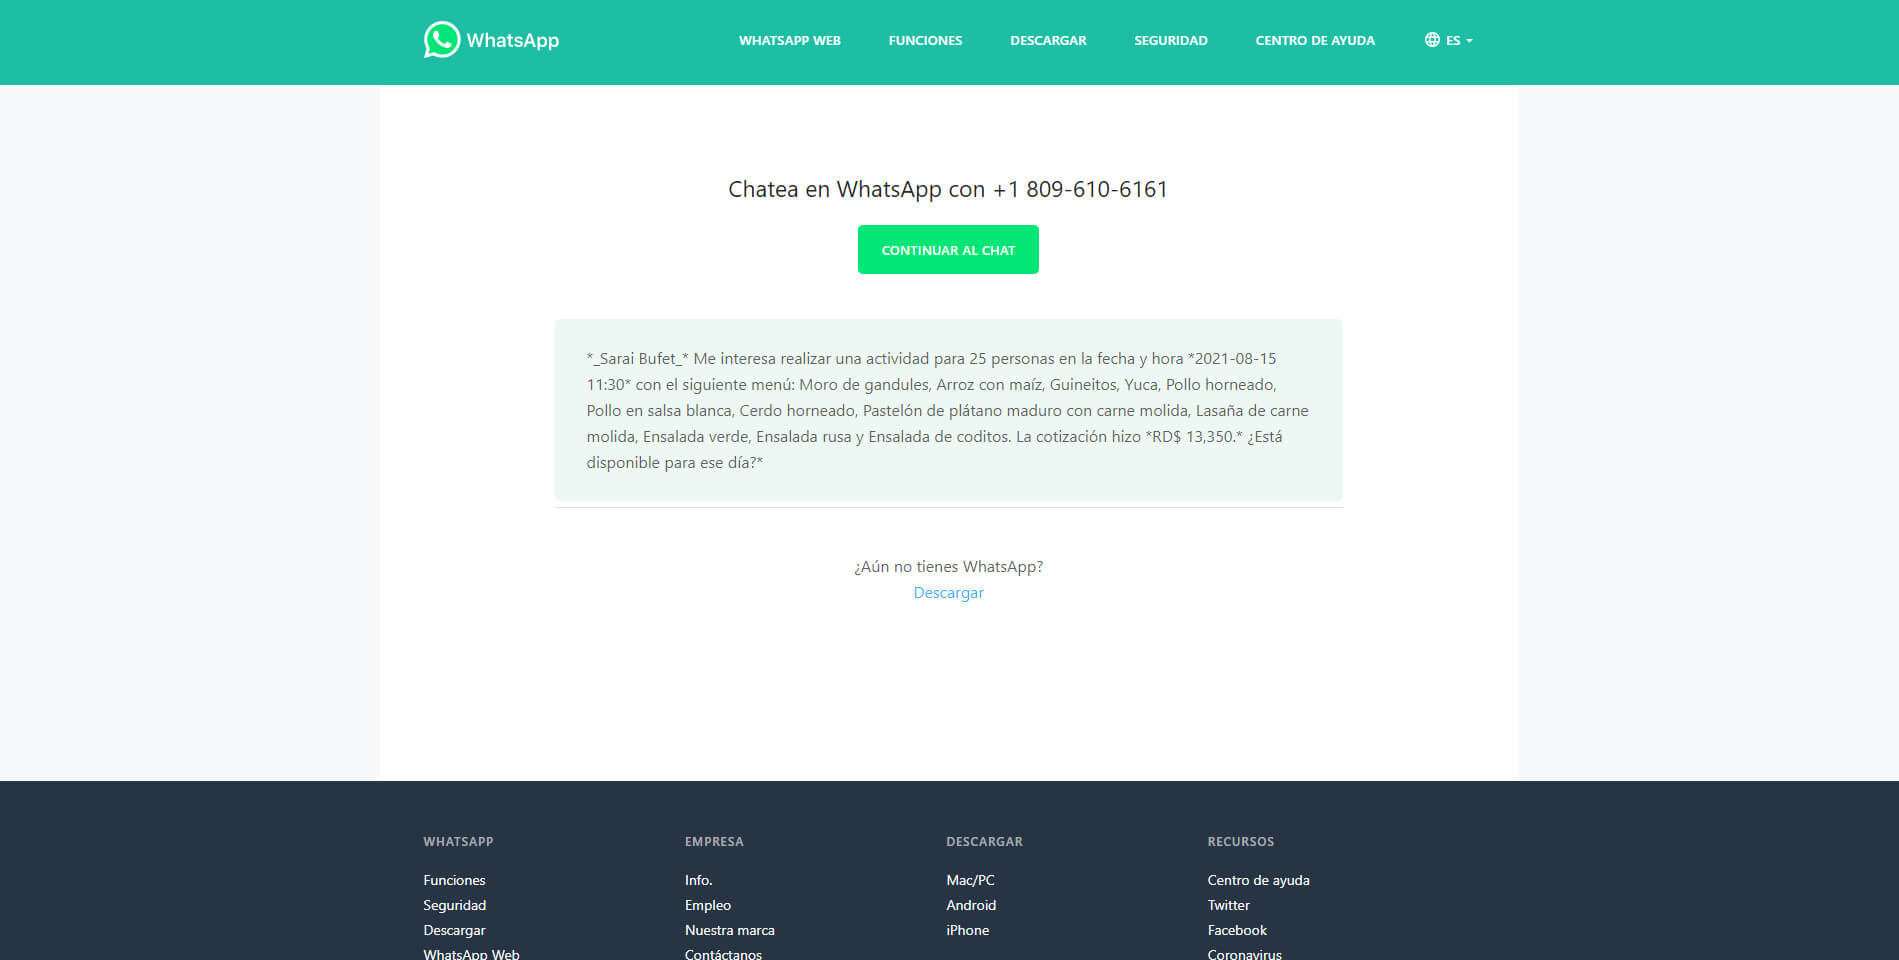 WhatsApp
WHATSAPP WEB
FUNCIONES
DESCARGAR
SEGURIDAD
CENTRO DE AYUDA
ES
Chatea en WhatsApp con +1 809-610-6161
CONTINUAR AL CHAT
*_Sarai Bufet_* Me interesa realizar una actividad para 25 personas en la fecha y hora *2021-08-15
11:30* con el siguiente menú: Moro de gandules, Arroz con maíz, Guineitos, Yuca, Pollo horneado,
Pollo en salsa blanca, Cerdo horneado, Pastelón de plátano maduro con carne molida, Lasaña de carne
molida, Ensalada verde, Ensalada rusa y Ensalada de coditos. La cotización hizo *RD$ 13,350.* ¿Está
disponible para ese día?*
¿Aún no tienes WhatsApp?
Descargar
WHATSAPP
Funciones
Seguridad
Descargar
WhatsApp Web
EMPRESA
Info.
Empleo
Nuestra marca
Contáctanos
DESCARGAR
Mac/PC
Android
iPhone
RECURSOS
Centro de ayuda
Twitter
Facebook
Coronavirus